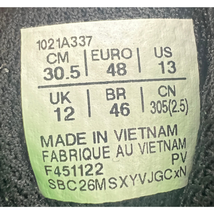 1021A337
CM EURO US
30.5 48 13
UK BR CN
12 46 305(2.5)
MADE IN VIETNAM
FABRIQUE AU VIETNAM
F451122 PV
SBC26MSXYVJGCxN